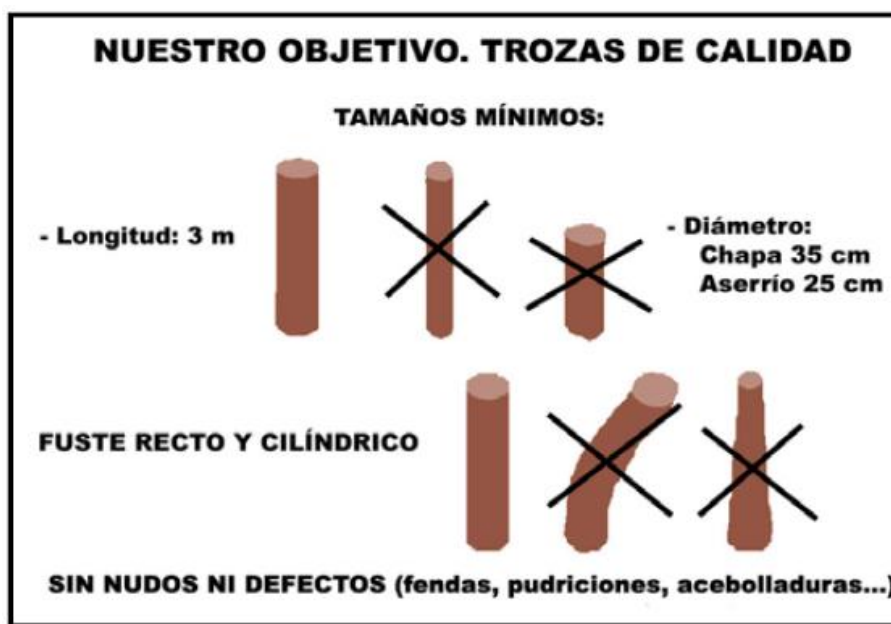 NUESTRO OBJETIVO. TROZAS DE CALIDAD
TAMAÑOS MÍNIMOS:
- Longitud: 3 m
- Diámetro:
Chapa 35 cm
Aserrío 25 cm
FUSTE RECTO Y CILÍNDRICO
SIN NUDOS NI DEFECTOS (fendas, pudriciones, acebolladuras...)